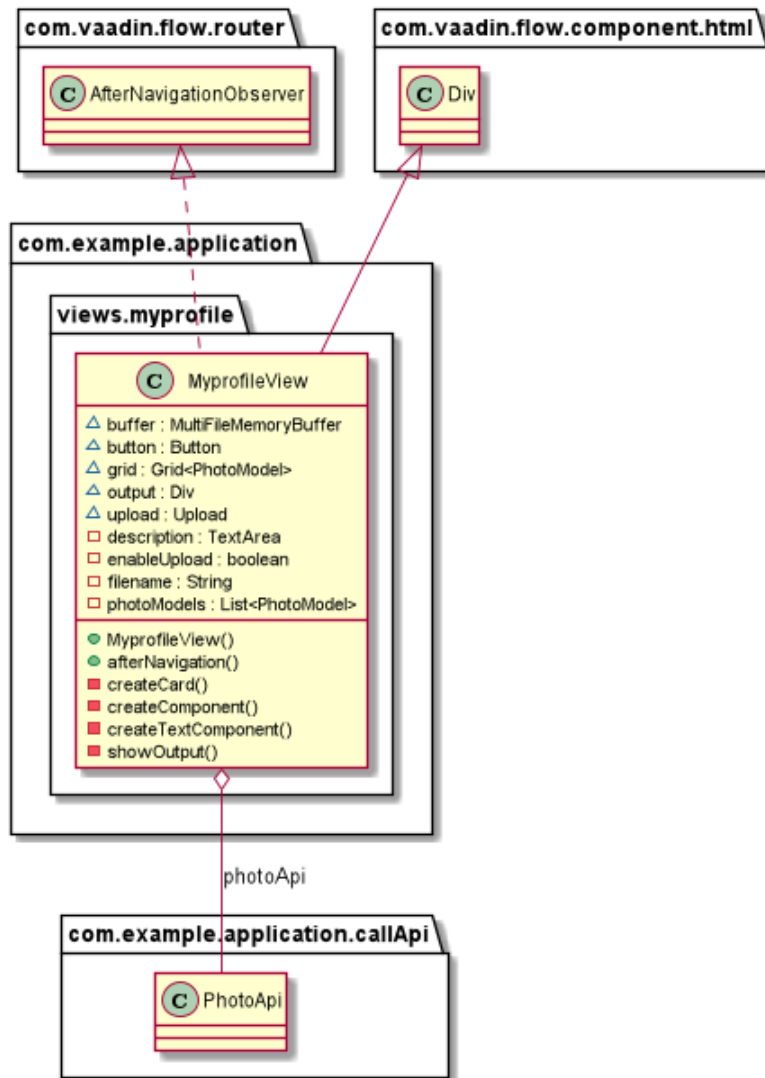 com.vaadin.flow.router
com.vaadin.flow.component.html
C AfterNavigationObserver
C Div
com.example.application
views.myprofile
C MyprofileView
buffer : MultiFileMemoryBuffer
button : Button
grid : Grid<PhotoModel>
output : Div
upload : Upload
description : TextArea
enableUpload : boolean
filename : String
photoModels : List<PhotoModel>
MyprofileView()
afterNavigation()
createCard()
createComponent()
createTextComponent()
showOutput()
photoApi
com.example.application.callApi
C PhotoApi